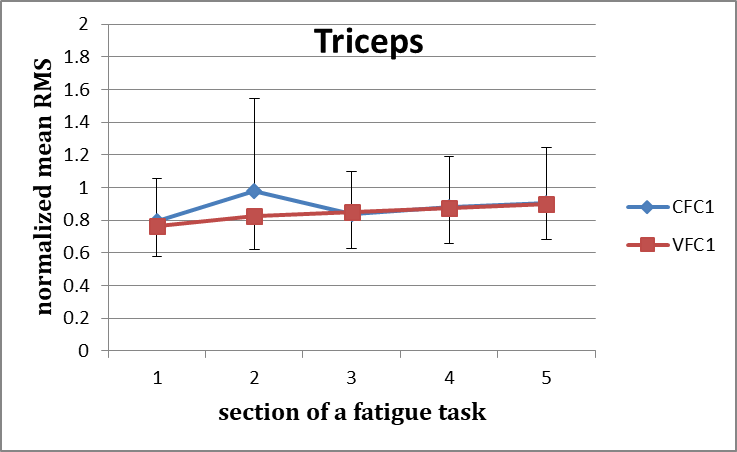 Triceps
normalized mean RMS
2
1.8
1.6
1.4
1.2
1
0.8
0.6
0.4
0.2
0
1 2 3 4 5
section of a fatigue task
CFC1
VFC1